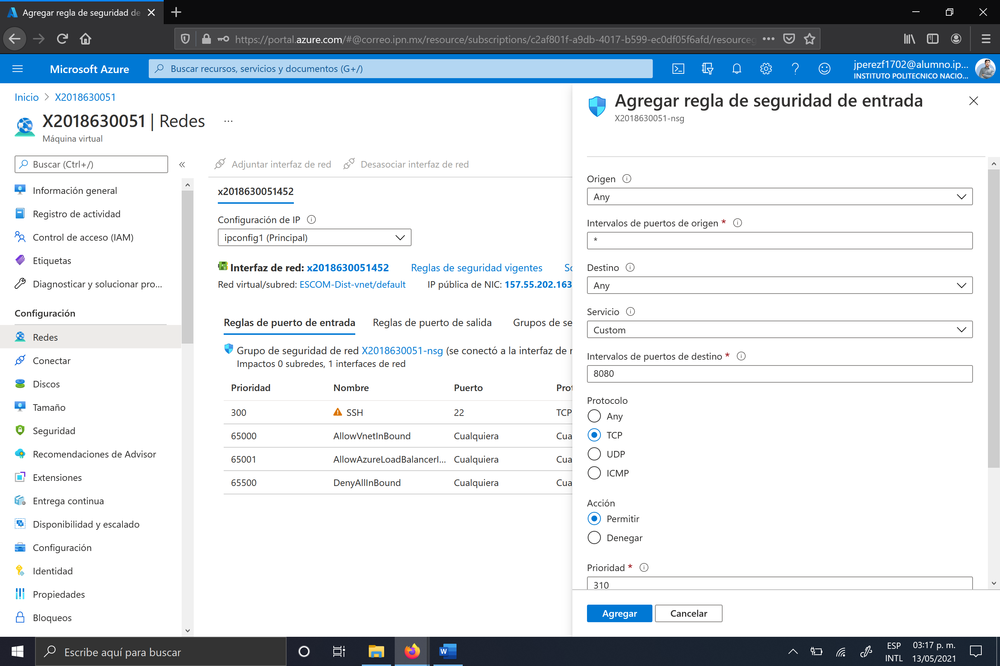 Agregar regla de seguridad de
https://portal.azure.com/#@correo.ipn.mx/resource/subscriptions/c2af801f-a9db-4017-b599-ec0df05f6afd/resourceg
Microsoft Azure
Buscar recursos, servicios y documentos (G+/)
jperezf1702@alumno.ip...
INSTITUTO POLITECNICO NACIO...
Inicio > X2018630051
X2018630051 | Redes ...
Máquina virtual
Buscar (Ctrl+/)
«
Información general
Registro de actividad
Control de acceso (IAM)
Etiquetas
Diagnosticar y solucionar pro...
Configuración
Redes
Conectar
Discos
Tamaño
Seguridad
Recomendaciones de Advisor
Extensiones
Entrega continua
Disponibilidad y escalado
Configuración
Identidad
Propiedades
Bloqueos
Adjuntar interfaz de red Desasociar interfaz de red
x2018630051452
Configuración de IP
ipconfig1 (Principal)
Interfaz de red: x2018630051452 Reglas de seguridad vigentes
Red virtual/subred: ESCOM-Dist-vnet/default IP pública de NIC: 157.55.202.163
Reglas de puerto de entrada Reglas de puerto de salida Grupos de se
Grupo de seguridad de red X2018630051-nsg (se conectó a la interfaz de r
Impactos 0 subredes, 1 interfaces de red
Prioridad Nombre Puerto Prot
300 SSH 22 TCP
65000 AllowVnetInBound Cualquiera Cua
65001 AllowAzureLoadBalancerI... Cualquiera Cua
65500 DenyAllInBound Cualquiera Cua
Agregar regla de seguridad de entrada
X2018630051-nsg
Origen
Any
Intervalos de puertos de origen *
*
Destino
Any
Servicio
Custom
Intervalos de puertos de destino *
8080
Protocolo
Any
TCP
UDP
ICMP
Acción
Permitir
Denegar
Prioridad *
310
Agregar Cancelar
Escribe aquí para buscar
ESP
INTL
03:17 p. m.
13/05/2021